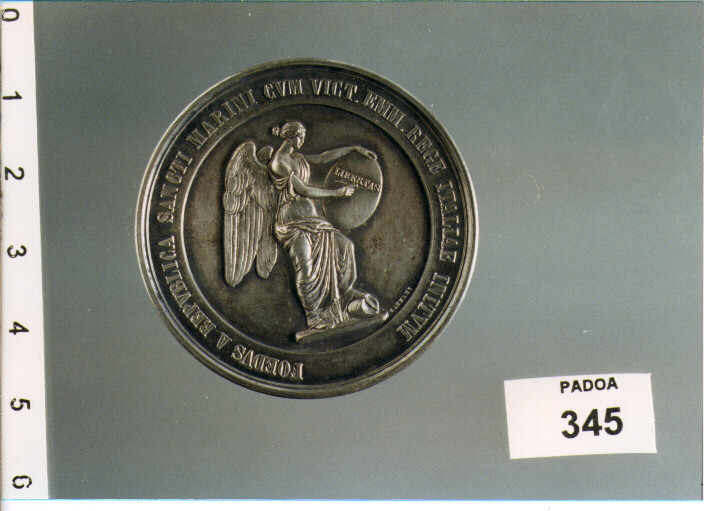 0
1
2
3
4
5
6
FOEDVS A REPVBLICA SANCTI MARINI CVM VICT. EMM. REGE ITALIAE INITVM
LIBERTAS
PADOA
345